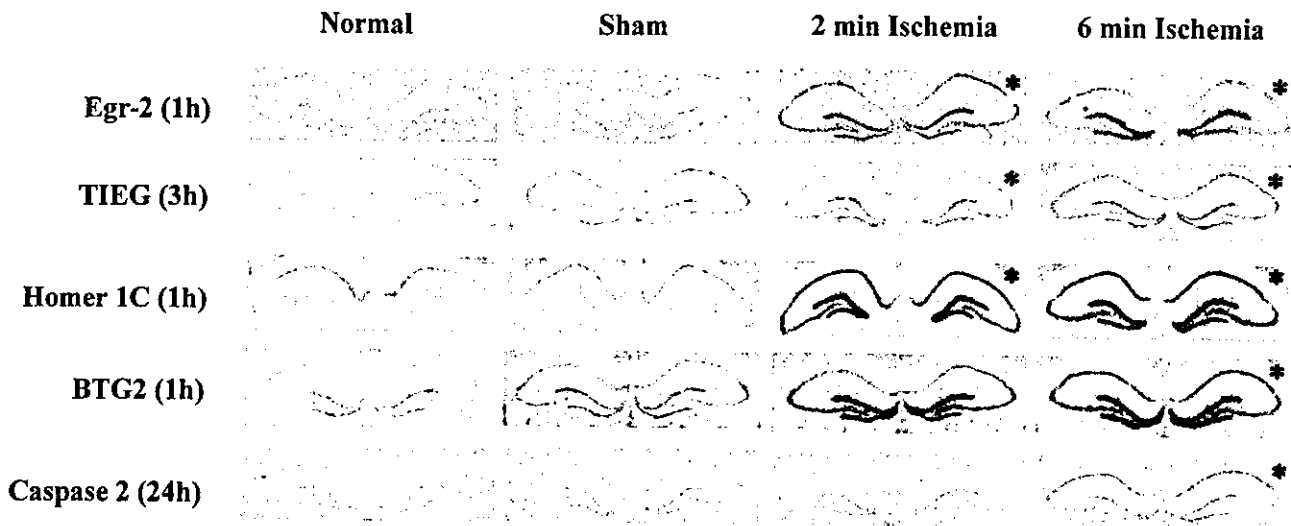 Normal Sham 2 min Ischemia 6 min Ischemia
Egr-2 (1h) * *
TIEG (3h) * *
Homer 1C (1h) * *
BTG2 (1h) *
Caspase 2 (24h) *